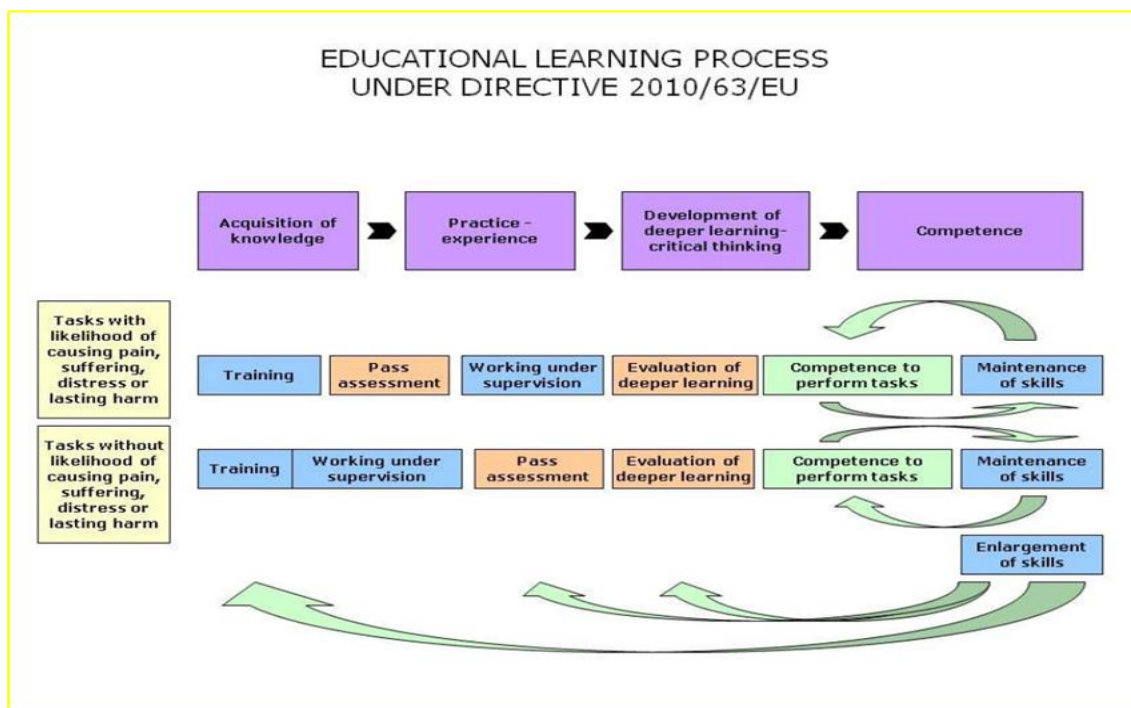 EDUCATIONAL LEARNING PROCESS
UNDER DIRECTIVE 2010/63/EU
Acquisition of
knowledge
Practice -
experience
Development of
deeper learning-
critical thinking
Competence
Tasks with
likelihood of
causing pain,
suffering,
distress or
lasting harm
Training
Pass
assessment
Working under
supervision
Evaluation of
deeper learning
Competence to
perform tasks
Maintenance
of skills
Tasks without
likelihood of
causing pain,
suffering,
distress or
lasting harm
Training
Working under
supervision
Pass
assessment
Evaluation of
deeper learning
Competence to
perform tasks
Maintenance
of skills
Enlargement
of skills